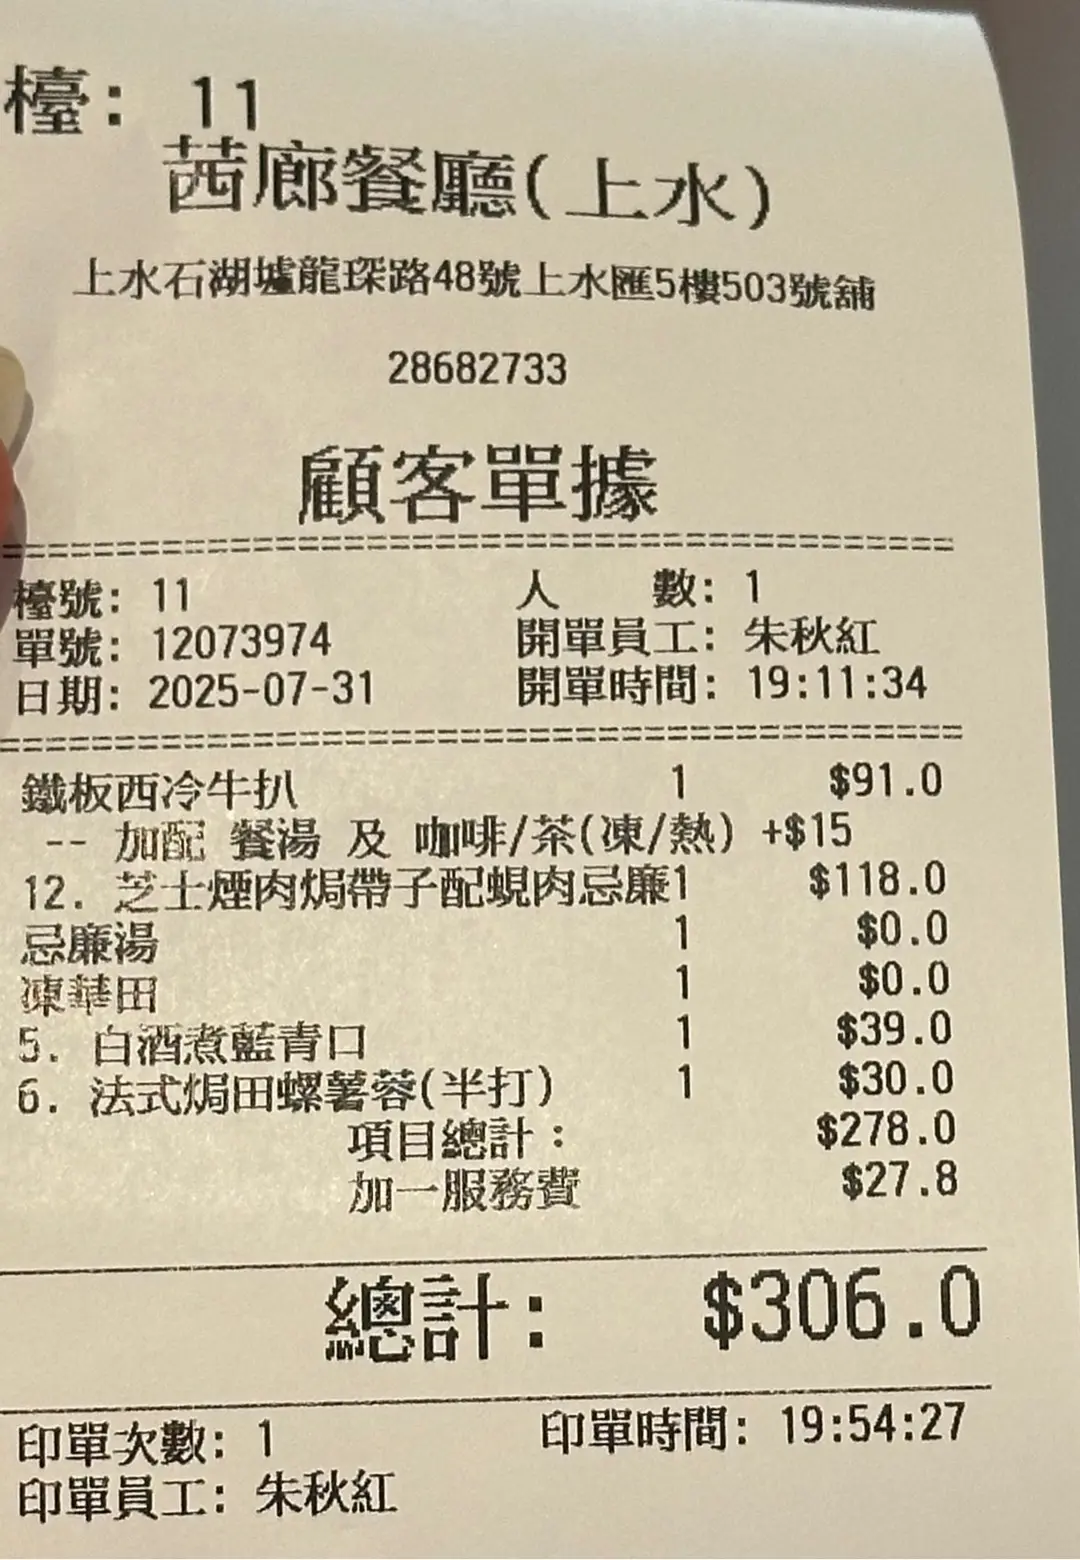 檯: 11
茜廊餐廳(上水)
上水石湖墟龍琛路48號上水匯5樓503號舖
28682733
顧客單據
檯號: 11 人 數: 1
單號: 12073974 開單員工: 朱秋紅
日期: 2025-07-31 開單時間: 19:11:34
鐵板西冷牛扒 1 $91.0
-- 加配 餐湯 及 咖啡/茶(凍/熱) +$15
12. 芝士煙肉焗帶子配蜆肉忌廉1 $118.0
忌廉湯 1 $0.0
凍華田 1 $0.0
5. 白酒煮藍青口 1 $39.0
6. 法式焗田螺薯蓉(半打) 1 $30.0
項目總計: $278.0
加一服務費 $27.8
總計: $306.0
印單次數: 1 印單時間: 19:54:27
印單員工: 朱秋紅